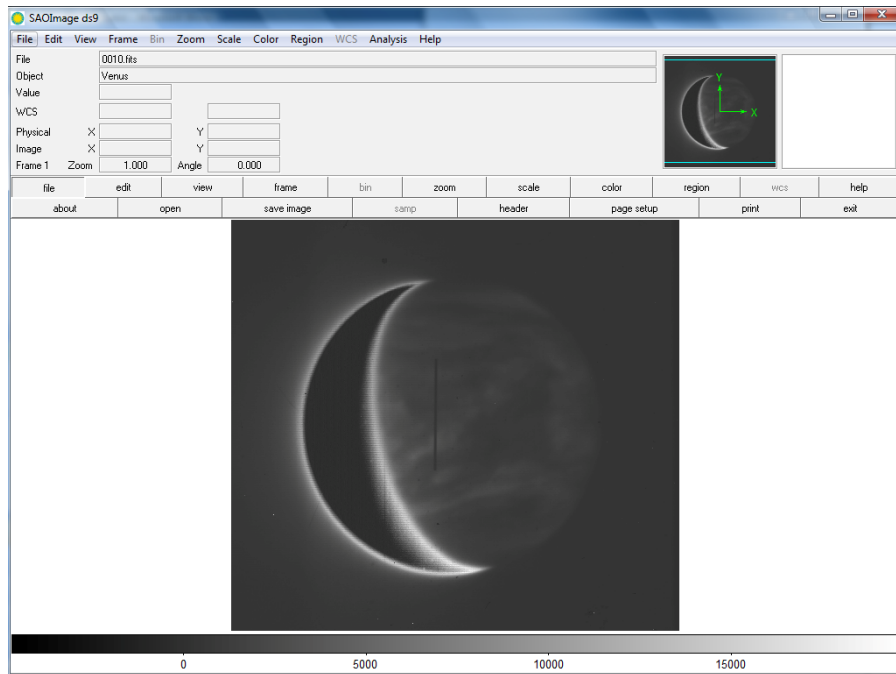 SAOImage ds9
File Edit View Frame Bin Zoom Scale Color Region WCS Analysis Help
File 0010.fits
Object Venus
Value
WCS
Physical X Y
Image X Y
Frame 1 Zoom 1.000 Angle 0.000
Y
X
file edit view frame bin zoom scale color region wcs help
about open save image samp header page setup print exit
0 5000 10000 15000